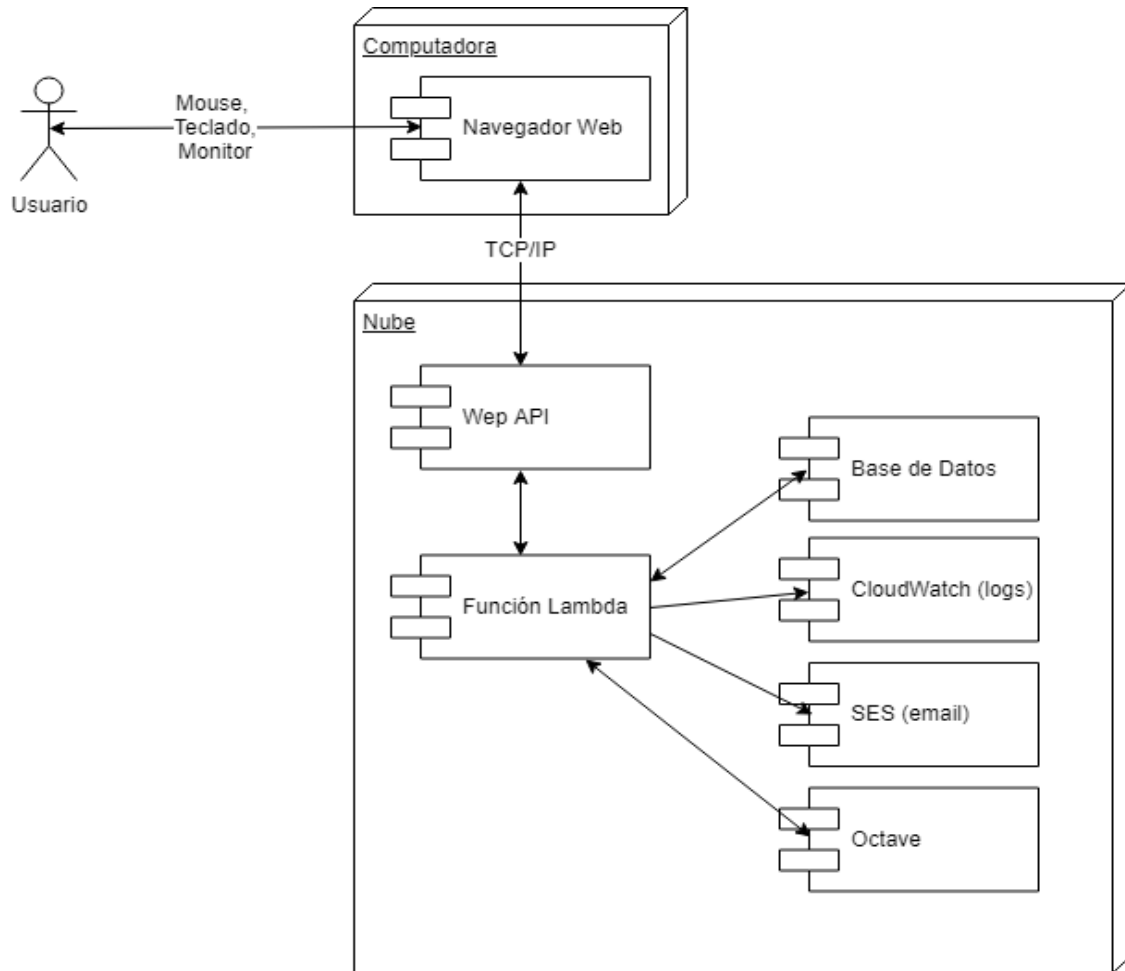 Computadora
Navegador Web
Mouse,
Teclado,
Monitor
Usuario
TCP/IP
Nube
Wep API
Base de Datos
CloudWatch (logs)
Función Lambda
SES (email)
Octave